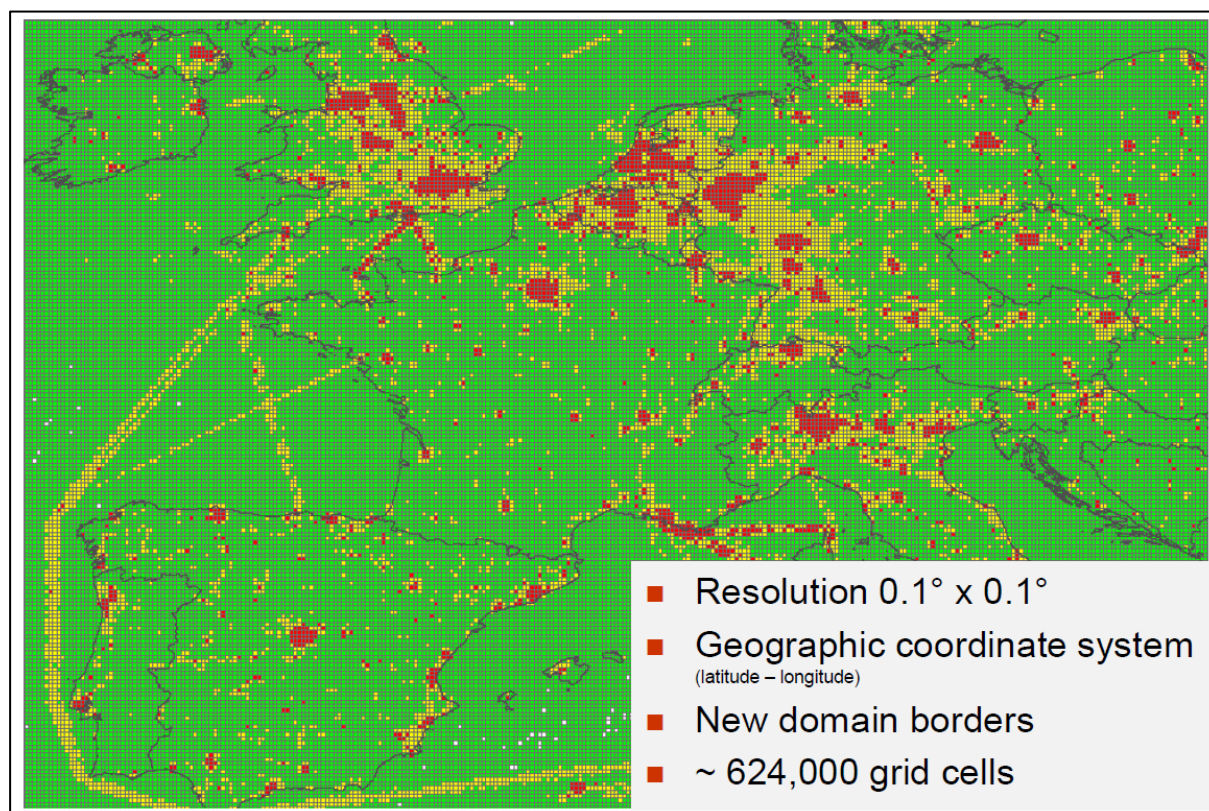 Resolution 0.1° x 0.1°
Geographic coordinate system
(latitude – longitude)
New domain borders
~ 624,000 grid cells